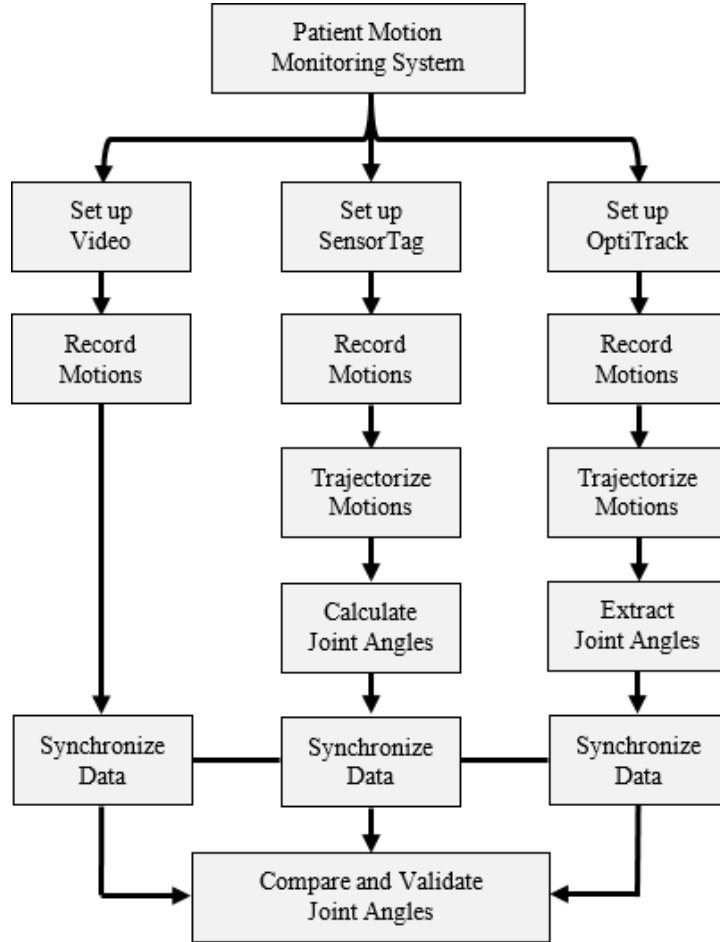 Patient Motion
Monitoring System
Set up
Video
Set up
SensorTag
Set up
OptiTrack
Record
Motions
Record
Motions
Record
Motions
Trajectorize
Motions
Trajectorize
Motions
Calculate
Joint Angles
Extract
Joint Angles
Synchronize
Data
Synchronize
Data
Synchronize
Data
Compare and Validate
Joint Angles